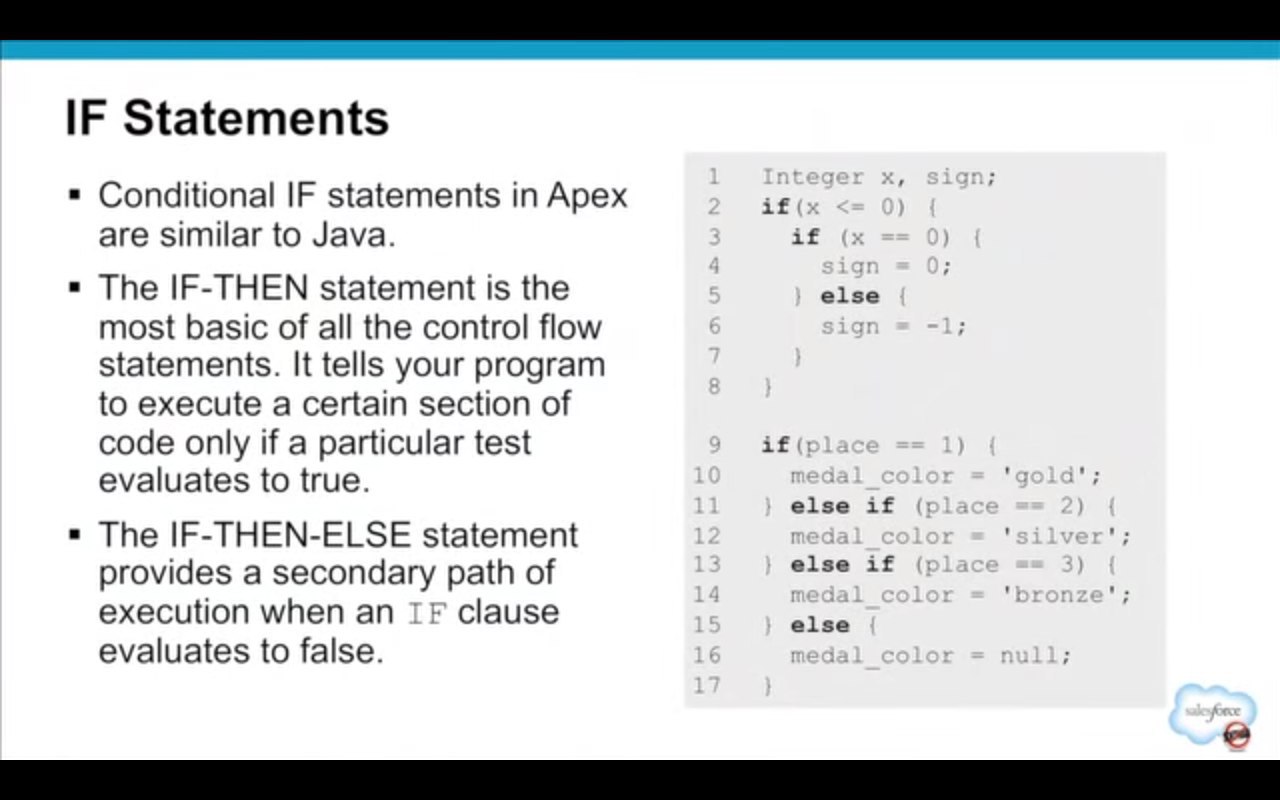 IF Statements
▪ Conditional IF statements in Apex
are similar to Java.
▪ The IF-THEN statement is the
most basic of all the control flow
statements. It tells your program
to execute a certain section of
code only if a particular test
evaluates to true.
▪ The IF-THEN-ELSE statement
provides a secondary path of
execution when an IF clause
evaluates to false.
1 Integer x, sign;
2 if(x <= 0) {
3 if (x == 0) {
4 sign = 0;
5 } else {
6 sign = -1;
7 }
8 }
9 if(place == 1) {
10 medal_color = 'gold';
11 } else if (place == 2) {
12 medal_color = 'silver';
13 } else if (place == 3) {
14 medal_color = 'bronze';
15 } else {
16 medal_color = null;
17 }
salesforce